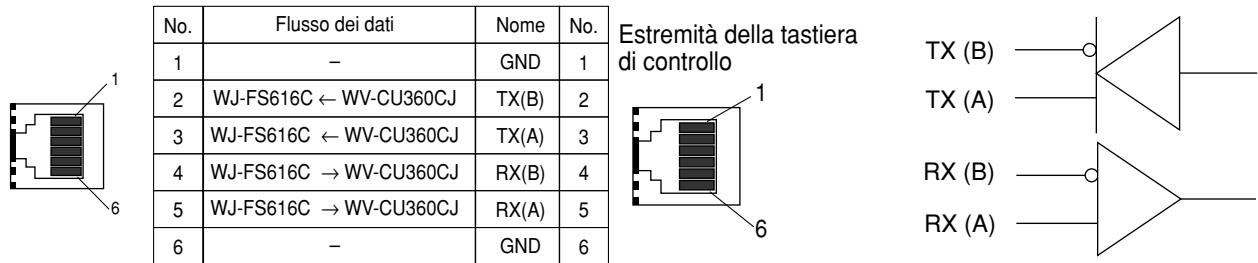 1
6
No. Flusso dei dati Nome No.
1 – GND 1
2 WJ-FS616C ← WV-CU360CJ TX(B) 2
3 WJ-FS616C ← WV-CU360CJ TX(A) 3
4 WJ-FS616C → WV-CU360CJ RX(B) 4
5 WJ-FS616C → WV-CU360CJ RX(A) 5
6 – GND 6
Estremità della tastiera
di controllo
1
6
TX (B)
TX (A)
RX (B)
RX (A)